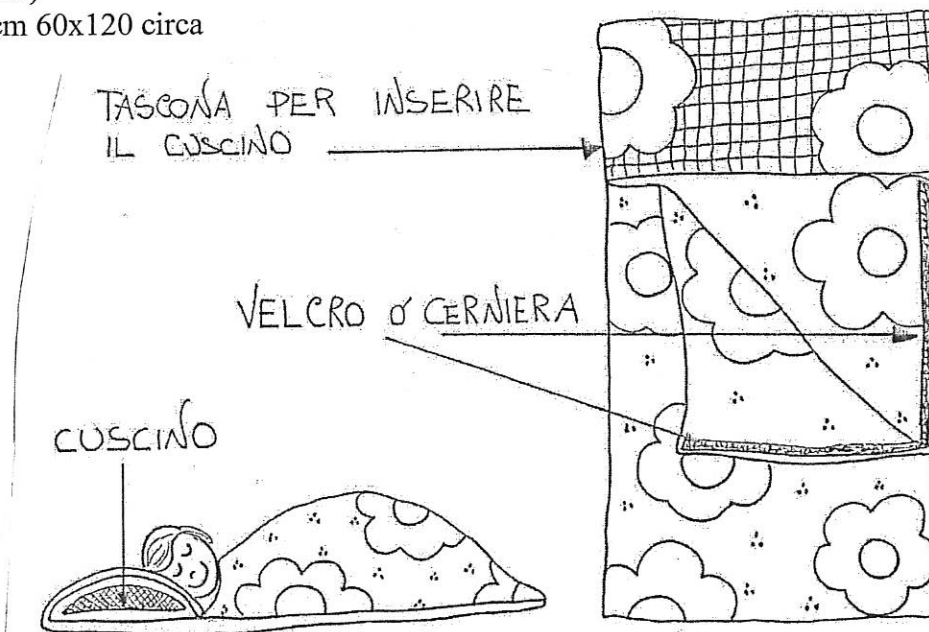 cm 60x120 circa
TASCONA PER INSERIRE
IL CUSCINO
VELCRO O CERNIERA
CUSCINO